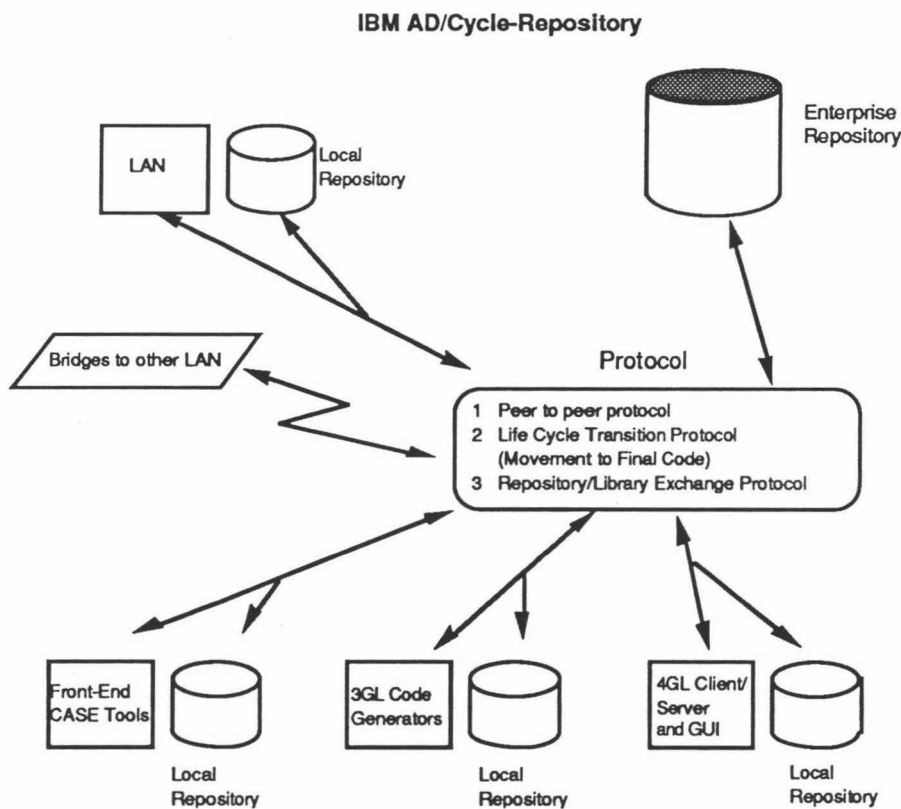 IBM AD/Cycle-Repository
Enterprise
Repository
LAN
Local
Repository
Bridges to other LAN
Protocol
1 Peer to peer protocol
2 Life Cycle Transition Protocol
(Movement to Final Code)
3 Repository/Library Exchange Protocol
Front-End
CASE Tools
Local
Repository
3GL Code
Generators
Local
Repository
4GL Client/
Server
and GUI
Local
Repository